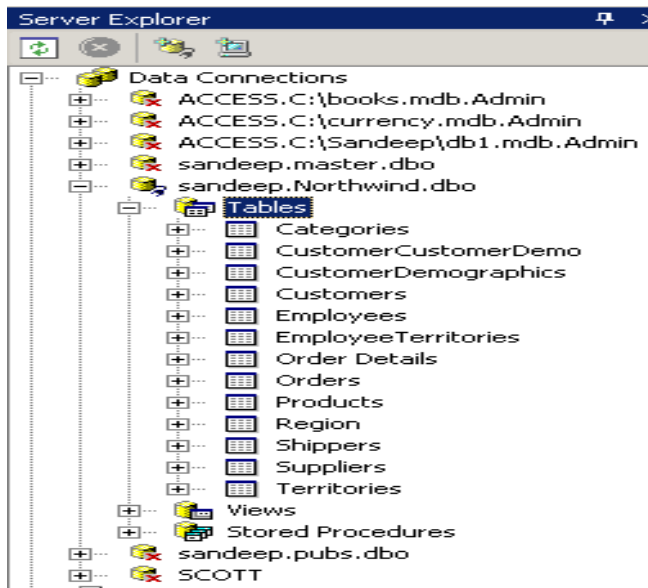 Server Explorer
Data Connections
ACCESS.C:\books.mdb.Admin
ACCESS.C:\currency.mdb.Admin
ACCESS.C:\Sandeep\db1.mdb.Admin
sandeep.master.dbo
sandeep.Northwind.dbo
Tables
Categories
CustomerCustomerDemo
CustomerDemographics
Customers
Employees
EmployeeTerritories
Order Details
Orders
Products
Region
Shippers
Suppliers
Territories
Views
Stored Procedures
sandeep.pubs.dbo
SCOTT